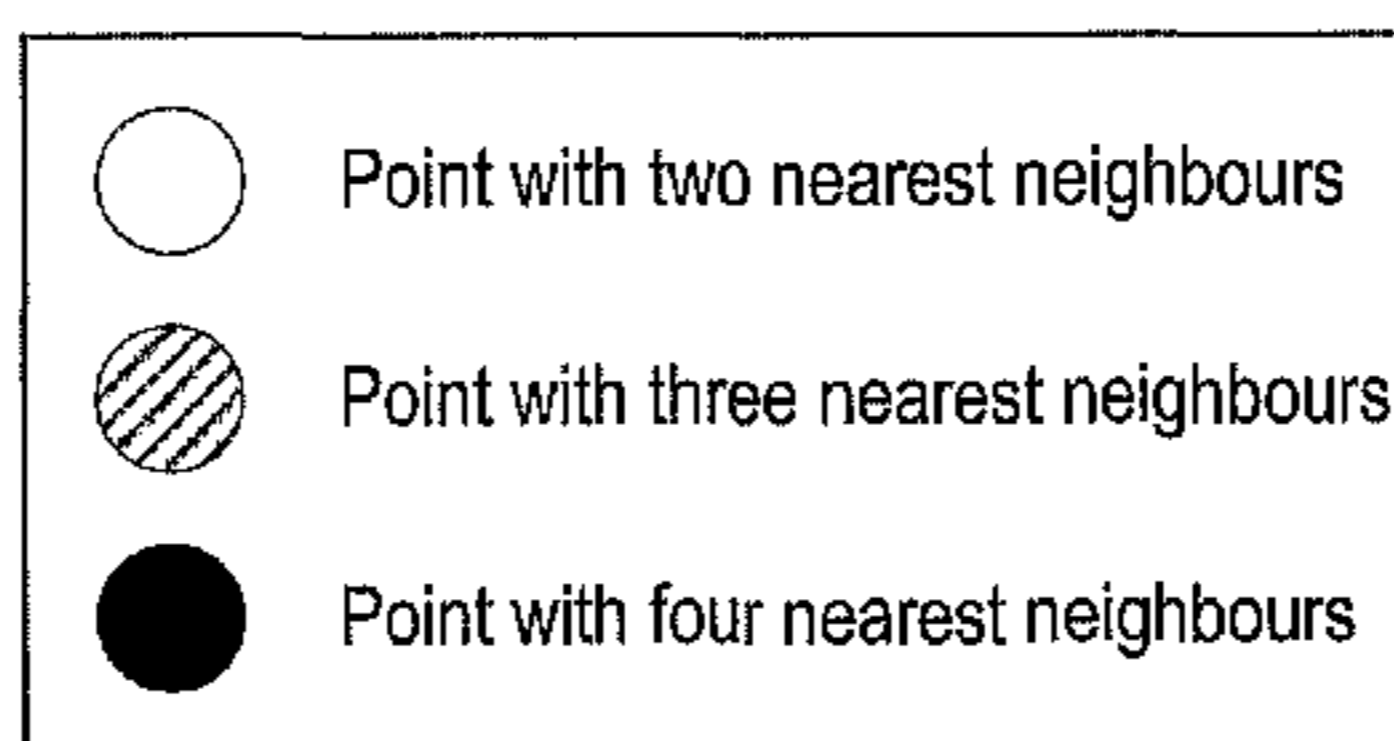 Point with two nearest neighbours
Point with three nearest neighbours
Point with four nearest neighbours